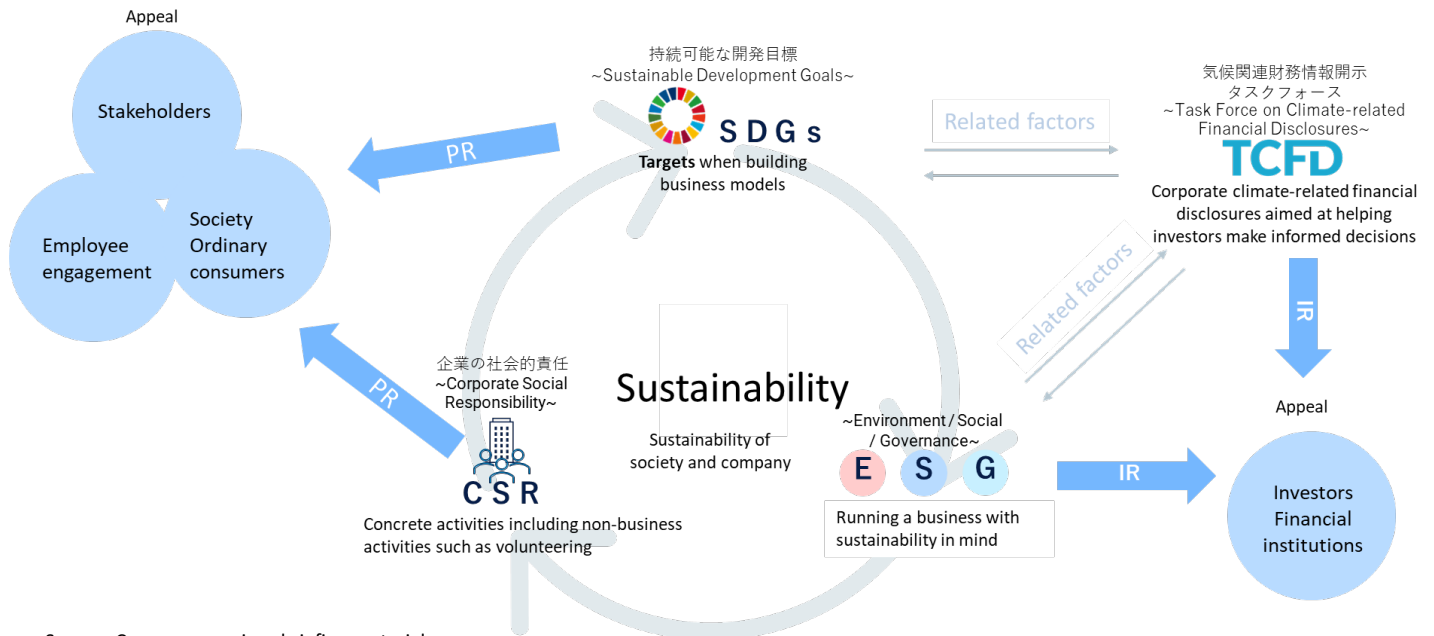 Appeal
Stakeholders
Employee
engagement
Society
Ordinary
consumers
PR
持続可能な開発目標
~Sustainable Development Goals~
SDGs
Targets when building
business models
Related factors
気候関連財務情報開示
タスクフォース
~Task Force on Climate-related
Financial Disclosures~
TCFD
Corporate climate-related financial
disclosures aimed at helping
investors make informed decisions
Related factors
IR
PR
企業の社会的責任
~Corporate Social
Responsibility~
CSR
Concrete activities including non-business
activities such as volunteering
Sustainability
Sustainability of
society and company
~Environment / Social
/ Governance~
E S G
Running a business with
sustainability in mind
IR
Appeal
Investors
Financial
institutions